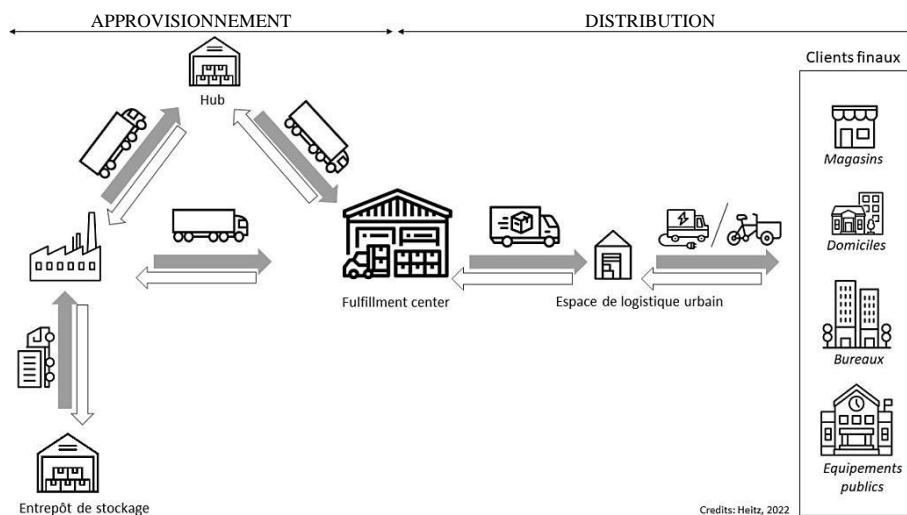 APPROVISIONNEMENT
DISTRIBUTION
Clients finaux
Hub
Magasins
Domiciles
Fulfillment center
Espace de logistique urbain
Bureaux
Equipements
publics
Entrepôt de stockage
Credits: Heitz, 2022